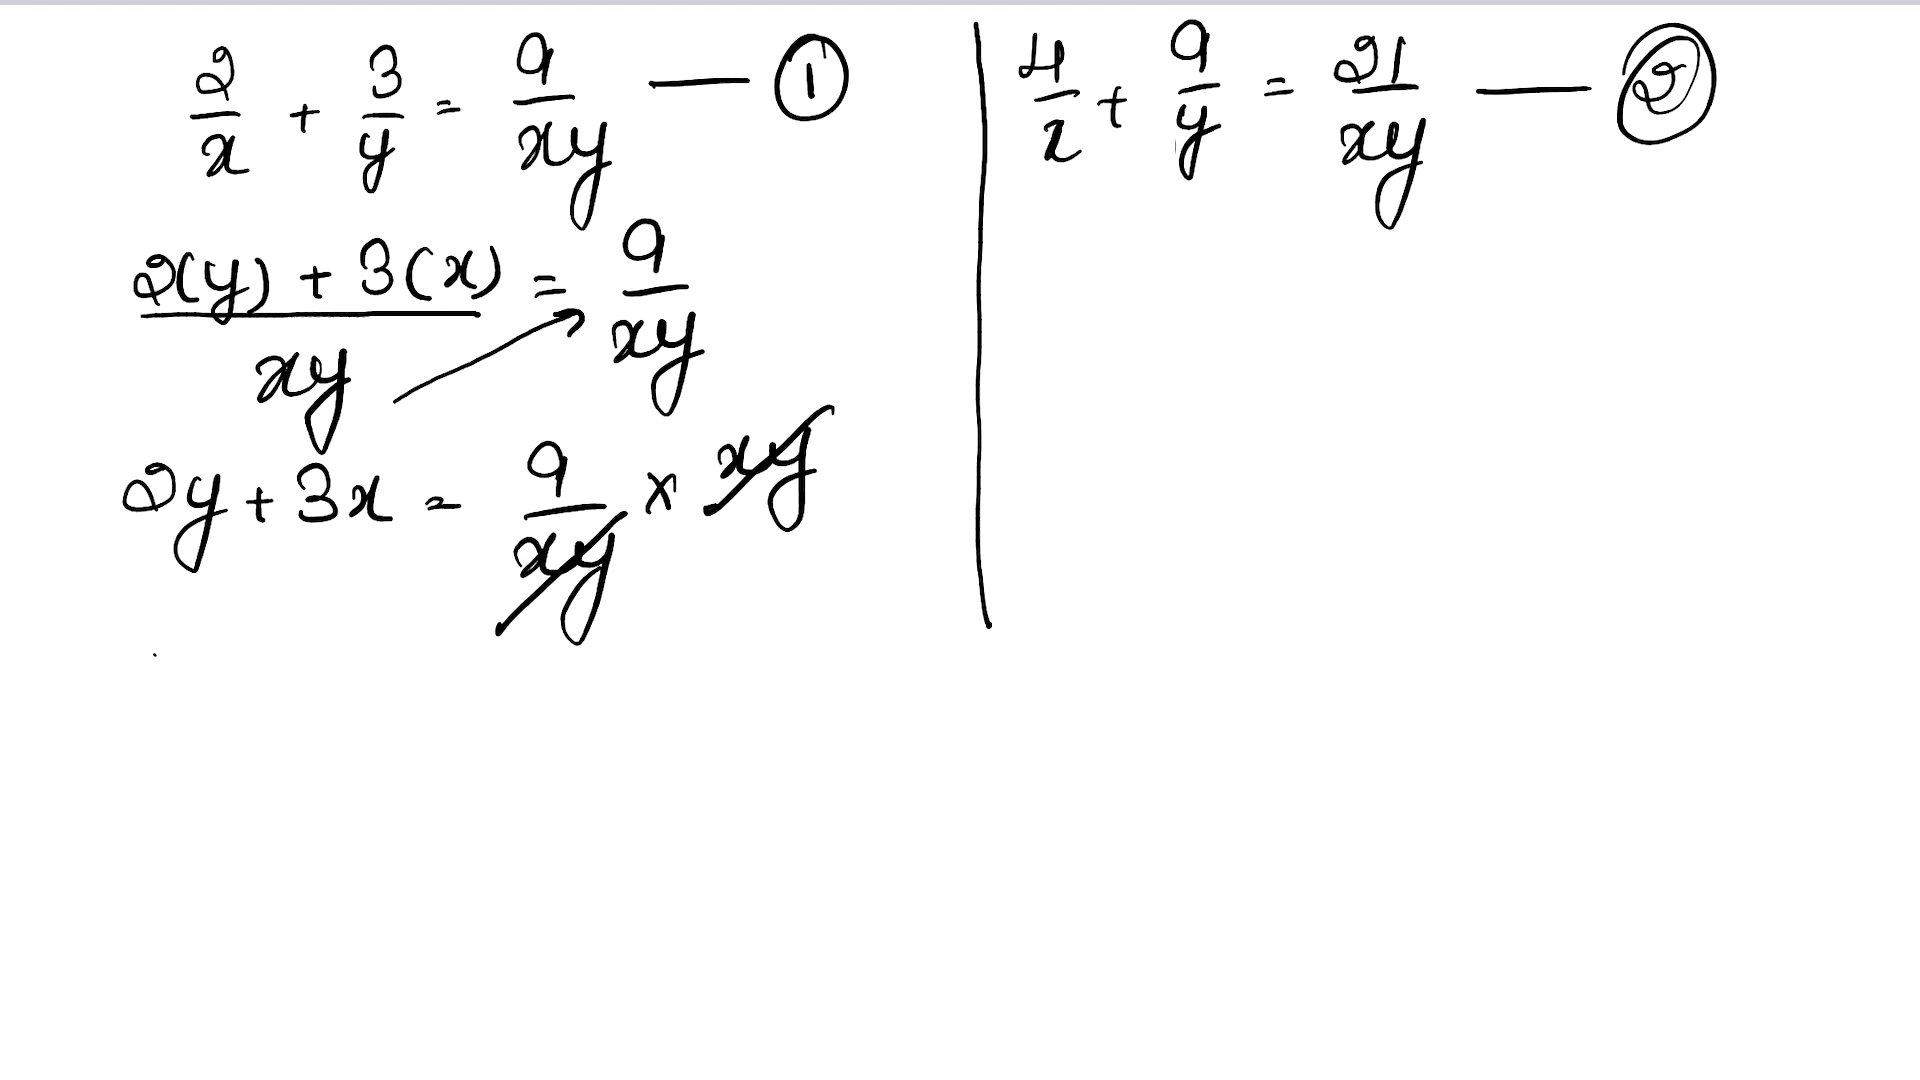 2/x + 3/y = 9/xy — ①
(2(y) + 3(x))/xy = 9/xy
2y + 3x = 9/xy × xy
4/x + 9/y = 21/xy — ②